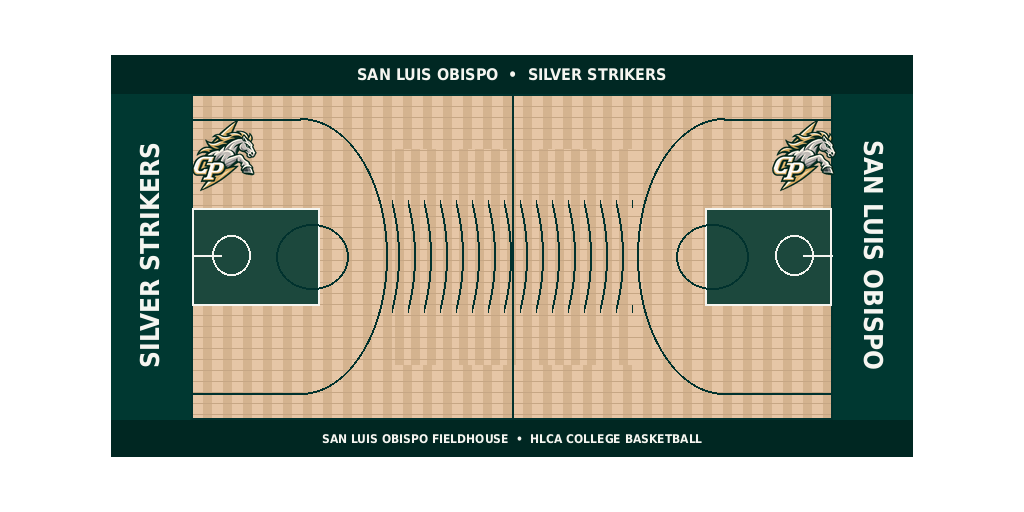 SAN LUIS OBISPO • SILVER STRIKERS
SILVER STRIKERS
CP
CP
SAN LUIS OBISPO
SAN LUIS OBISPO FIELDHOUSE • HLCA COLLEGE BASKETBALL